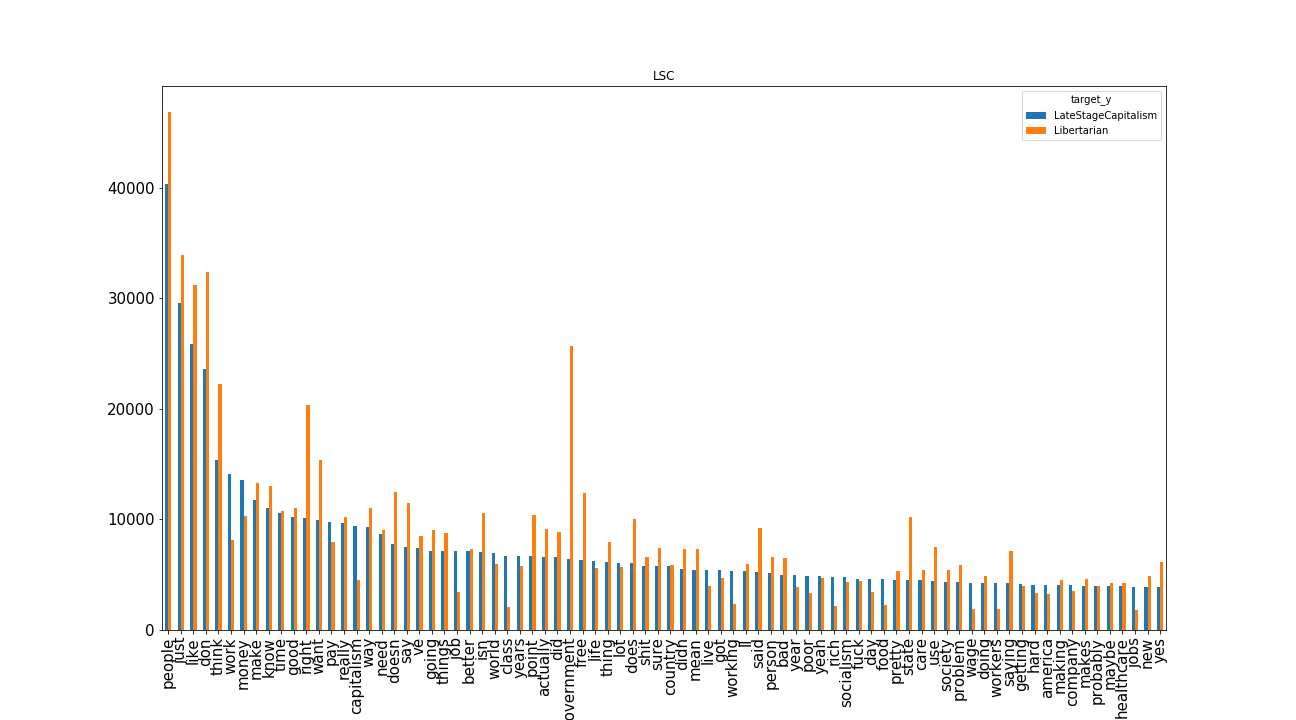 LSC
target_y
LateStageCapitalism
Libertarian
40000
30000
20000
10000
0
people
just
like
don
think
work
money
make
know
time
good
right
want
pay
really
capitalism
way
need
doesn
say
ve
going
things
job
better
isn
world
class
years
point
actually
did
overnment
free
life
thing
lot
does
shit
sure
country
didn
mean
live
got
working
ll
said
person
bad
year
poor
yeah
rich
socialism
fuck
day
food
pretty
state
care
use
society
problem
wage
doing
workers
saying
getting
hard
america
making
company
makes
probably
maybe
healthcare
jobs
new
yes